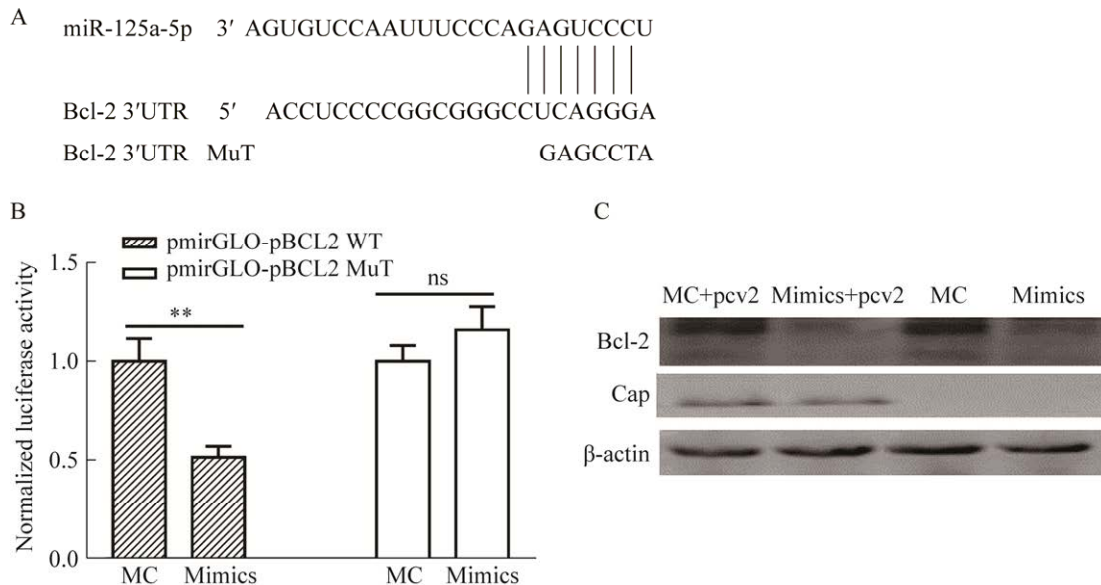 A
miR-125a-5p 3′ AGUGUCCAAUUUCCCAGAGUCCCU
Bcl-2 3′UTR 5′ ACCUCCCCGGCGGGCCUCAGGGA
Bcl-2 3′UTR MuT GAGCCTA
B
pmirGLO-pBCL2 WT
pmirGLO-pBCL2 MuT
Normalized luciferase activity
1.5
1.0
0.5
0.0
**
ns
MC Mimics MC Mimics
C
MC+pcv2 Mimics+pcv2 MC Mimics
Bcl-2
Cap
β-actin